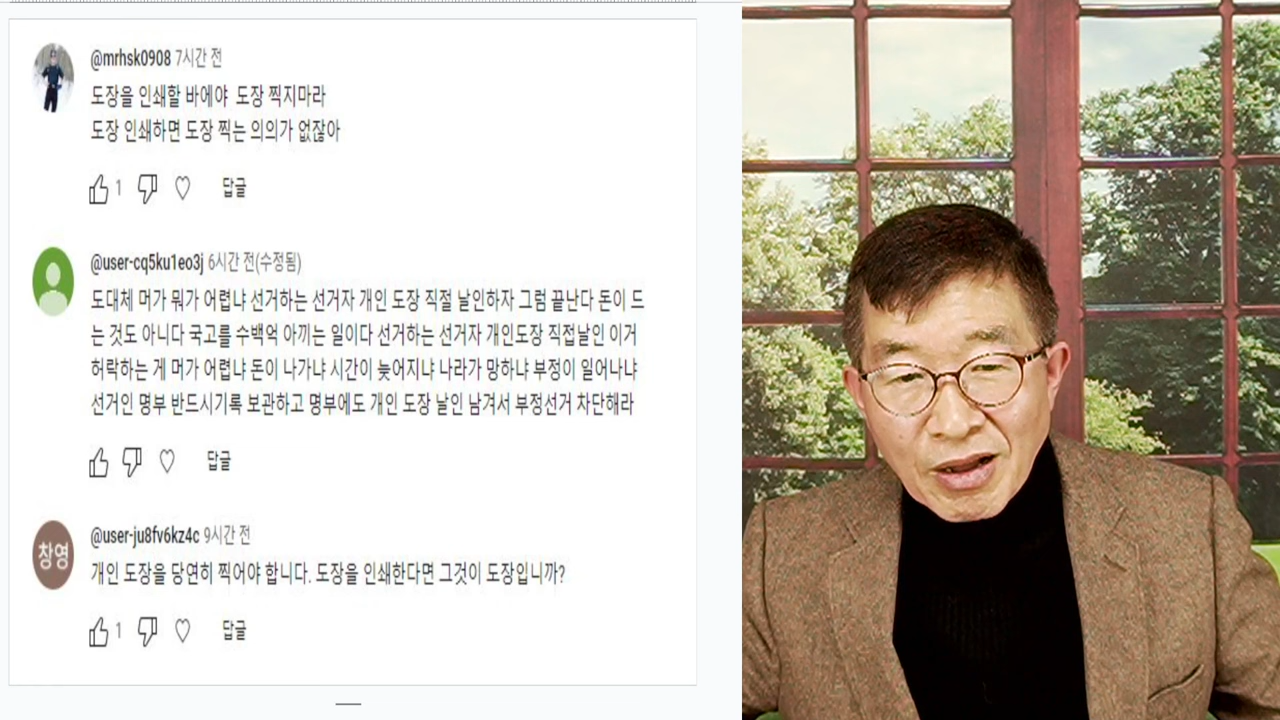 @mrhsk0908 7시간 전
도장을 인쇄할 바에야 도장 찍지마라
도장 인쇄하면 도장 찍는 의의가 없잖아
1 답글
@user-cq5ku1eo3j 6시간 전(수정됨)
도대체 머가 뭐가 어렵냐 선거하는 선거자 개인 도장 직절 날인하자 그럼 끝난다 돈이 드
는 것도 아니다 국고를 수백억 아끼는 일이다 선거하는 선거자 개인도장 직접날인 이거
허락하는 게 머가 어렵냐 돈이 나가냐 시간이 늦어지냐 나라가 망하냐 부정이 일어나냐
선거인 명부 반드시기록 보관하고 명부에도 개인 도장 날인 남겨서 부정선거 차단해라
답글
창영
@user-ju8fv6kz4c 9시간 전
개인 도장을 당연히 찍어야 합니다. 도장을 인쇄한다면 그것이 도장입니까?
1 답글